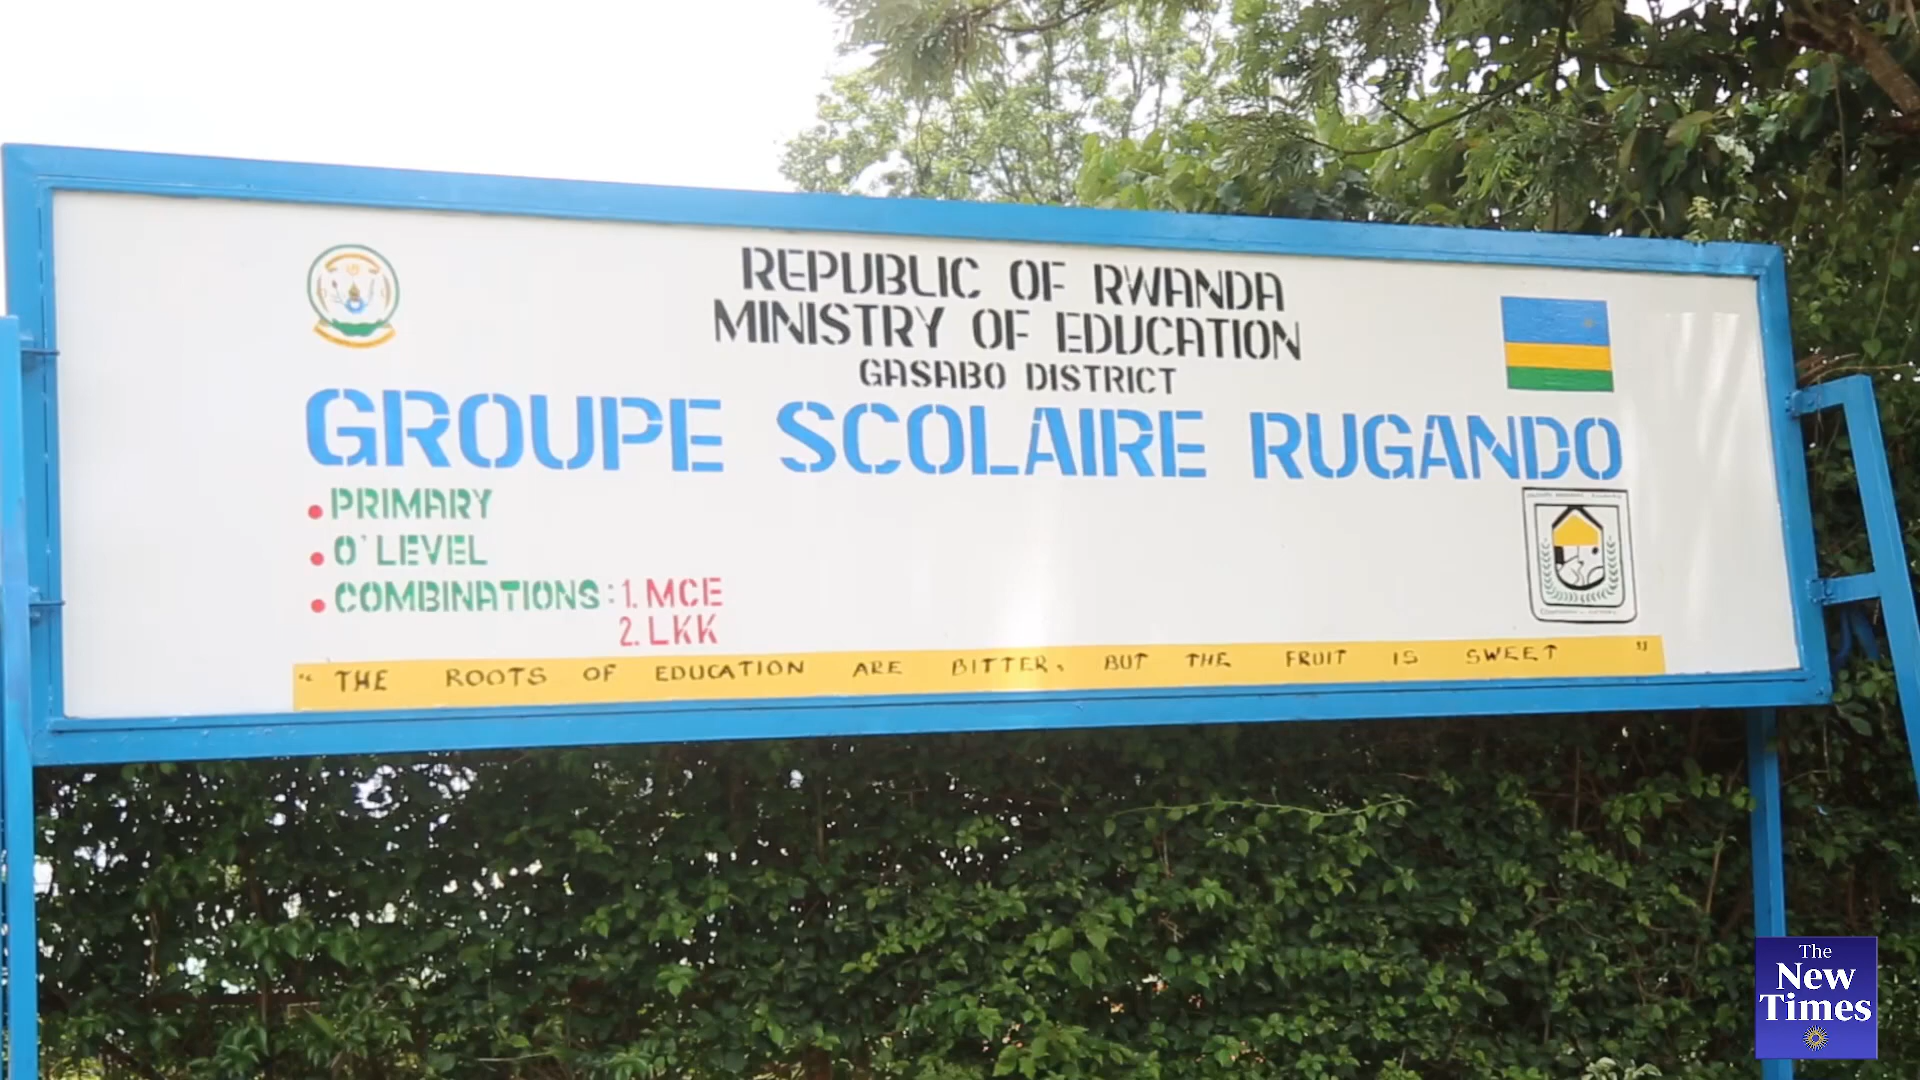 REPUBLIC OF RWANDA
MINISTRY OF EDUCATION
GASABO DISTRICT
GROUPE SCOLAIRE RUGANDO
• PRIMARY
• O'LEVEL
• COMBINATIONS : 1. MCE
2. LKK
"THE ROOTS OF EDUCATION ARE BITTER, BUT THE FRUIT IS SWEET"
The
New
Times